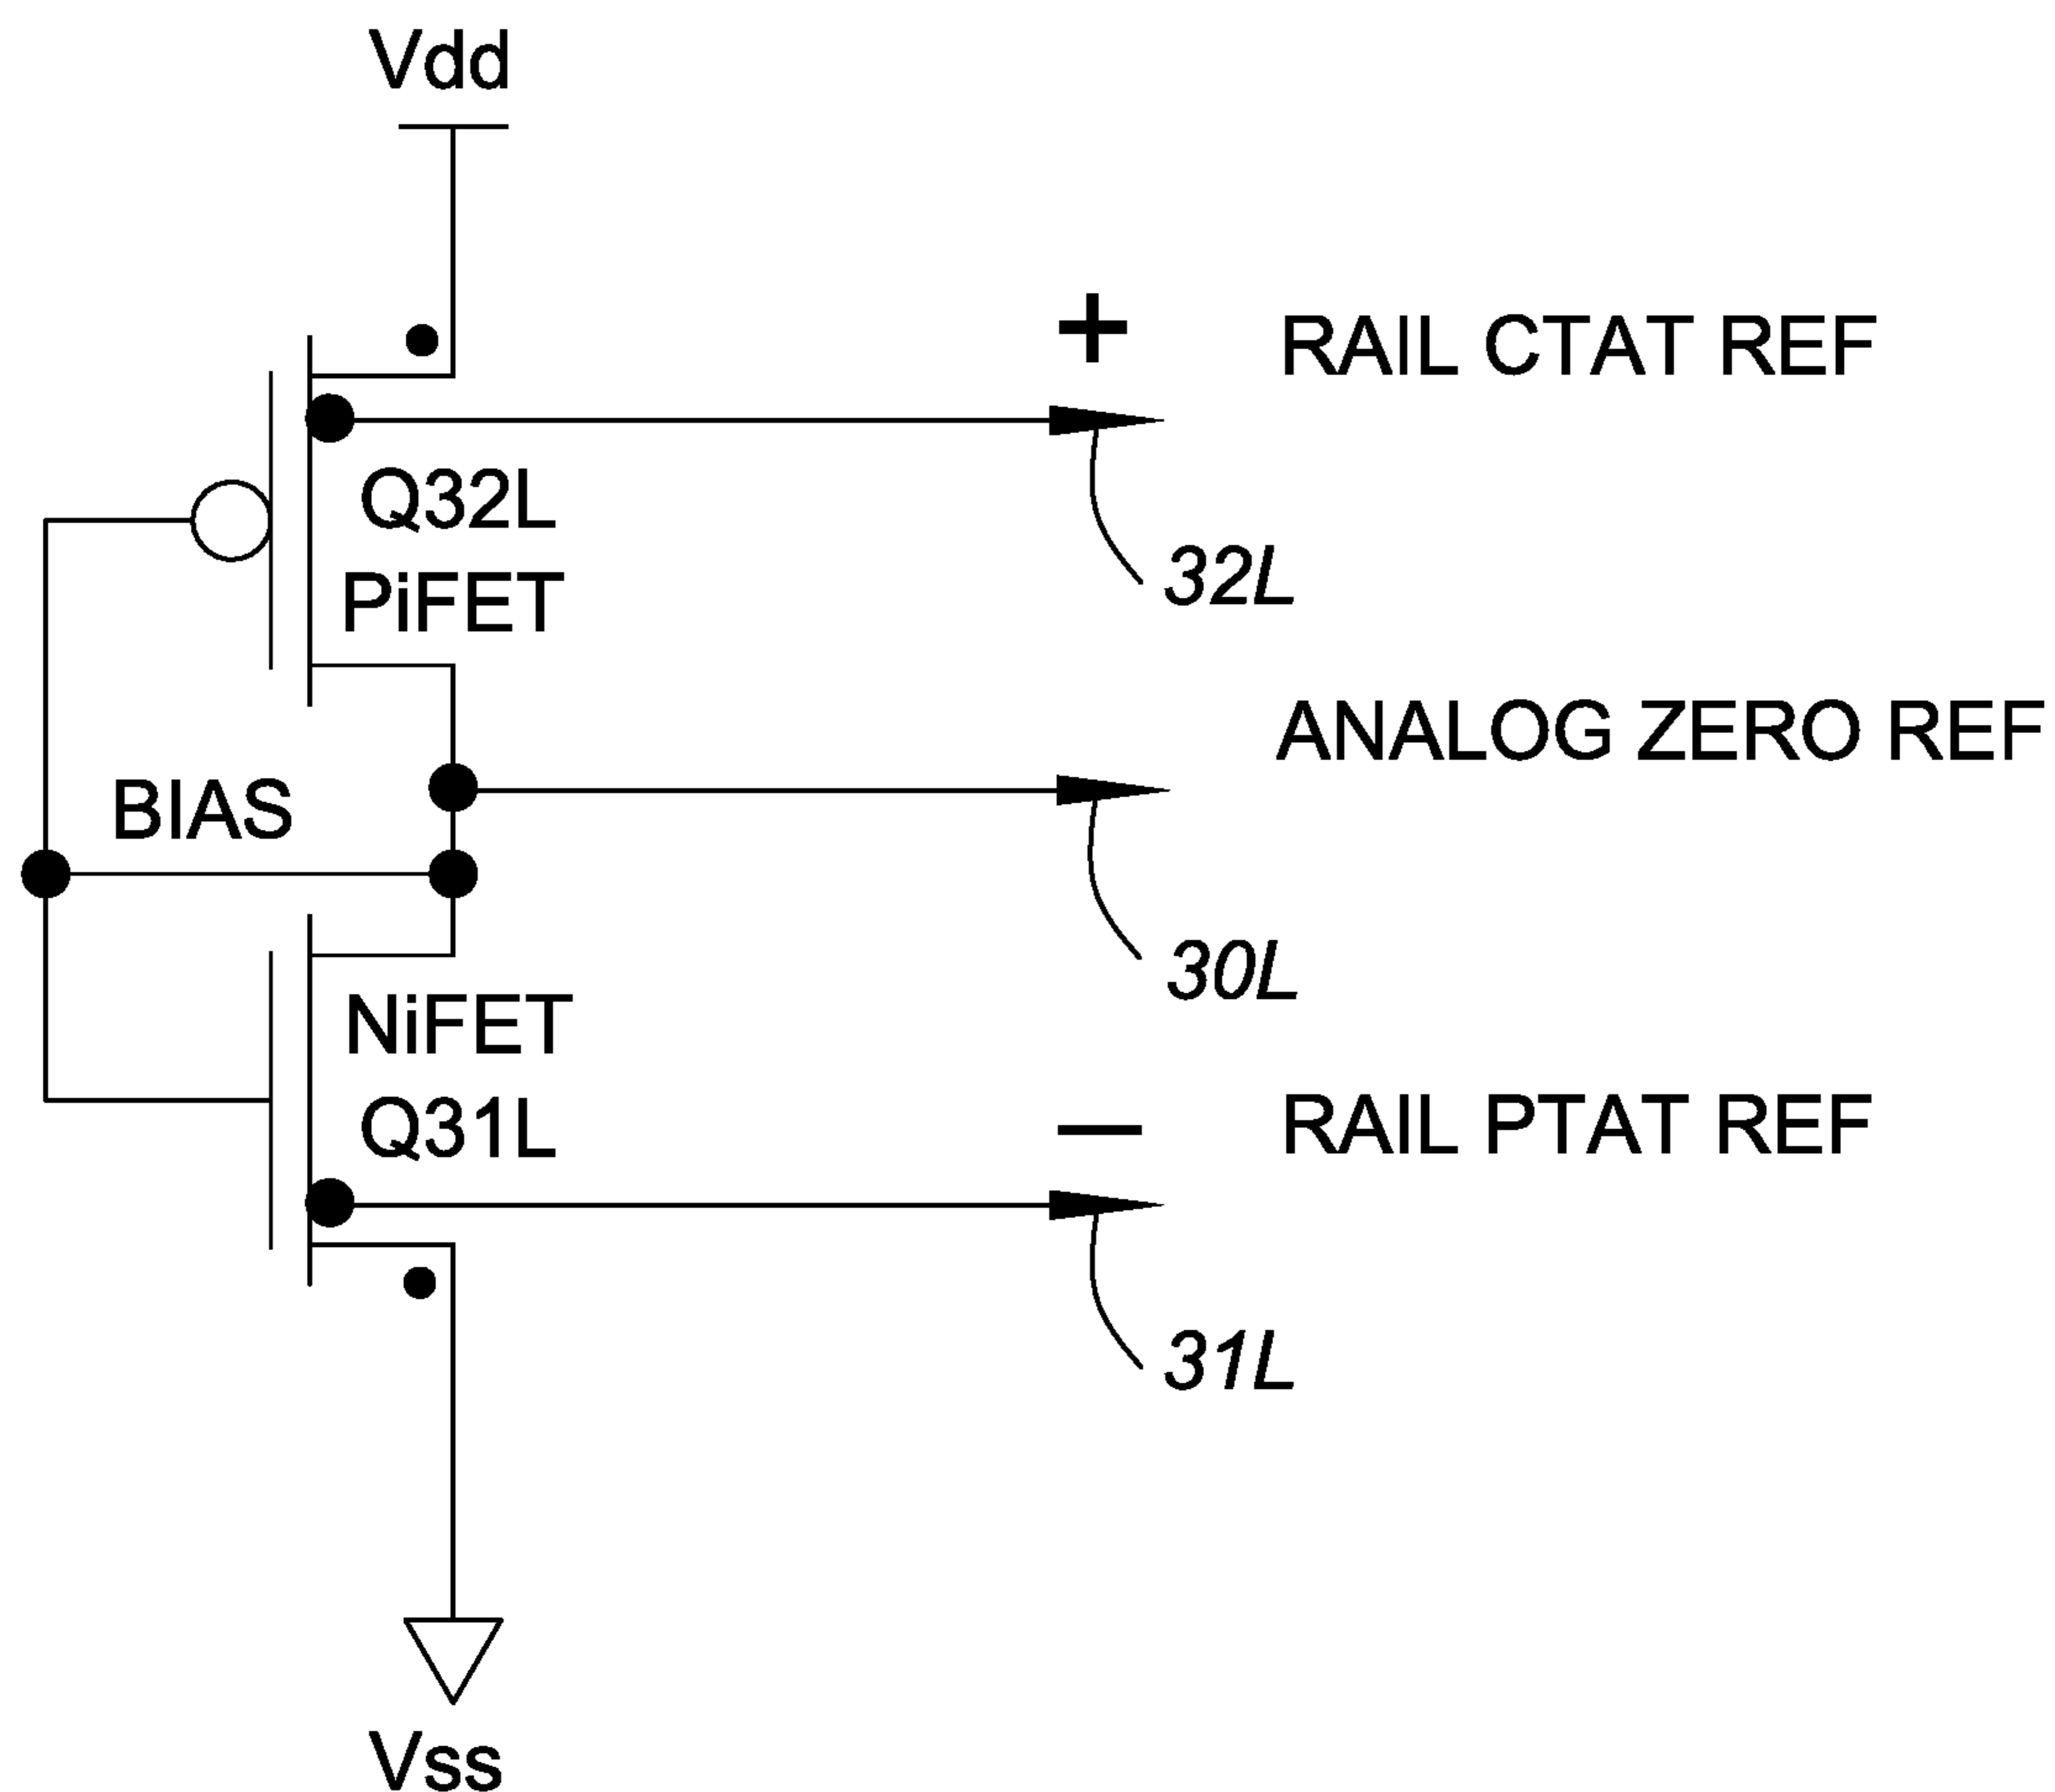 Vdd
+
RAIL CTAT REF
Q32L
PiFET
32L
ANALOG ZERO REF
BIAS
30L
NiFET
Q31L
—
RAIL PTAT REF
31L
Vss